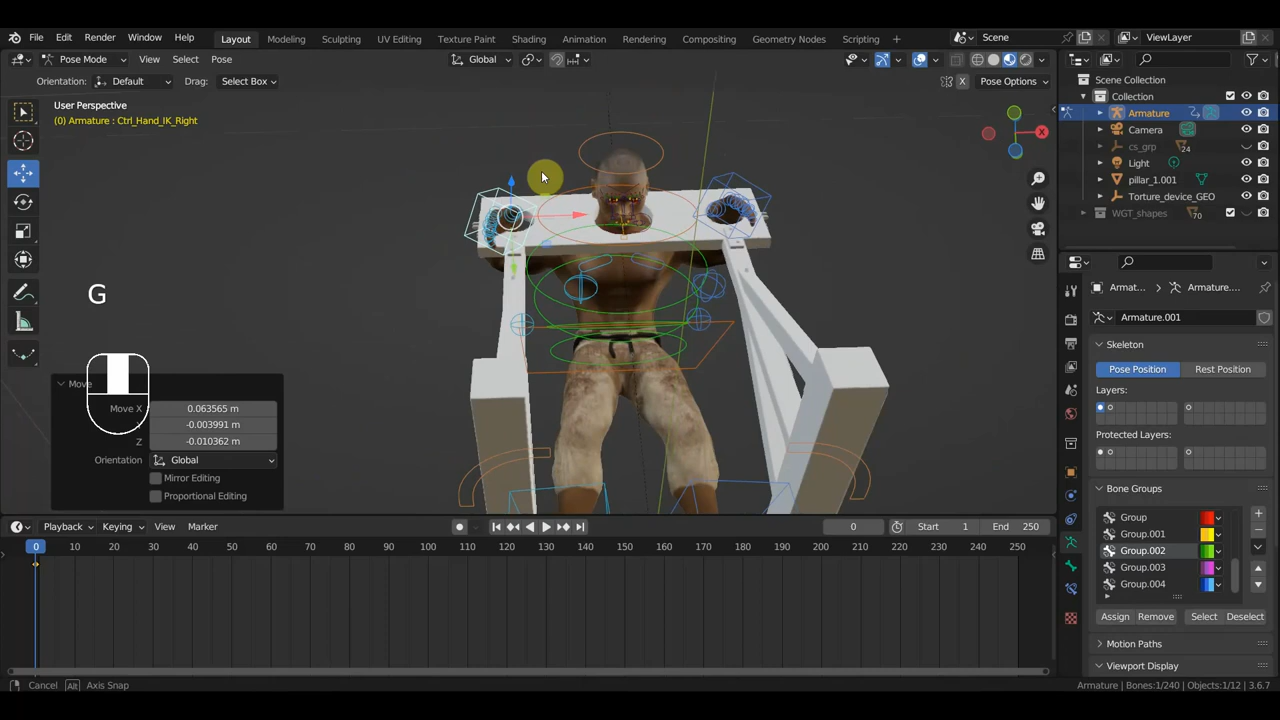 File Edit Render Window Help Layout Modeling Sculpting UV Editing Texture Paint Shading Animation Rendering Compositing Geometry Nodes Scripting + Scene ViewLayer
Pose Mode View Select Pose Global
Orientation: Default Drag: Select Box X Pose Options
Scene Collection
Collection
Armature
Camera
cs_grp 24
Light
pillar_1.001
Torture_device_GEO
WGT_shapes 70
User Perspective
(0) Armature : Ctrl_Hand_IK_Right
X
G
Move
Move X 0.063565 m
-0.003991 m
Z -0.010362 m
Orientation Global
Mirror Editing
Proportional Editing
Armat... Armature....
Armature.001
Skeleton
Pose Position Rest Position
Layers:
Protected Layers:
Bone Groups
Group
Group.001
Group.002
Group.003
Group.004
Assign Remove Select Deselect
Motion Paths
Viewport Display
Playback Keying View Marker 0 Start 1 End 250
0 10 20 30 40 50 60 70 80 90 100 110 120 130 140 150 160 170 180 190 200 210 220 230 240 250
Cancel Alt Axis Snap Armature | Bones:1/240 | Objects:1/12 | 3.6.7